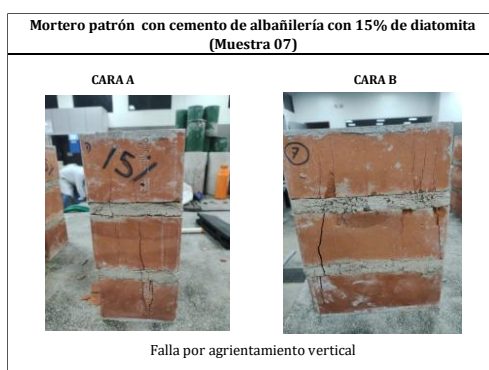 Mortero patrón con cemento de albañilería con 15% de diatomita
(Muestra 07)
CARA A
CARA B
15%
7
Falla por agrientamiento vertical